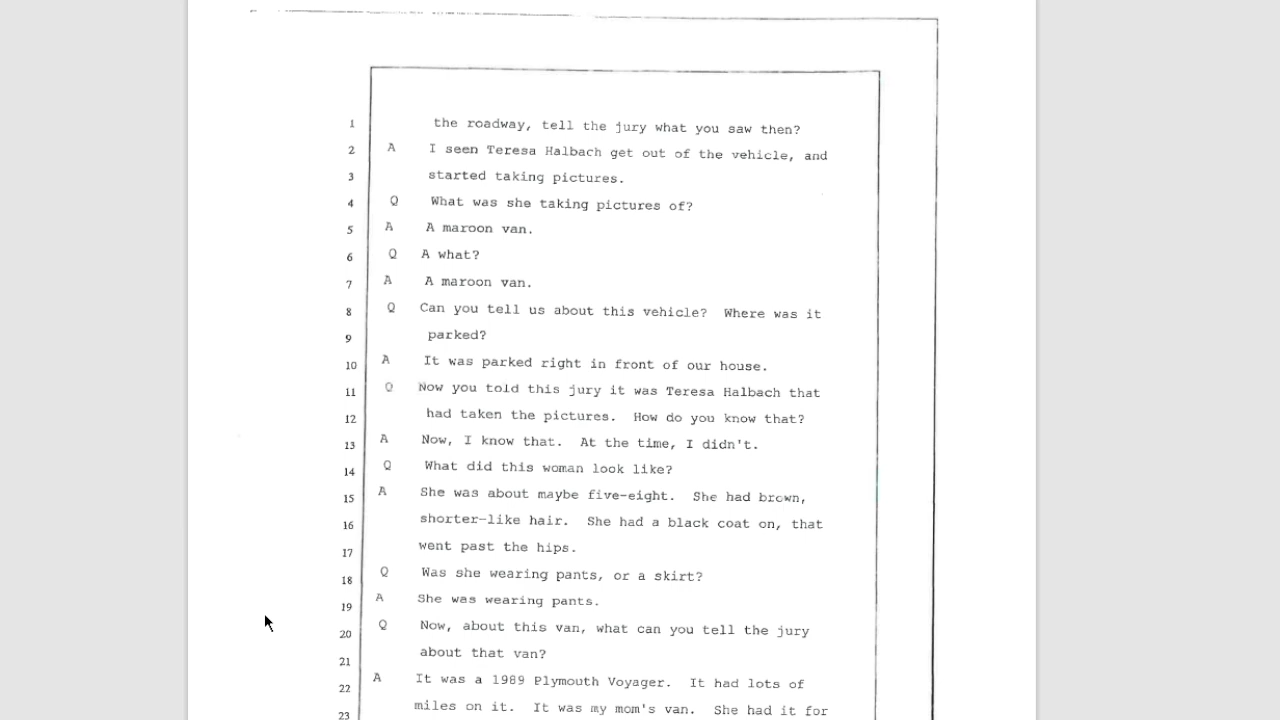 1 the roadway, tell the jury what you saw then?
2 A I seen Teresa Halbach get out of the vehicle, and
3 started taking pictures.
4 Q What was she taking pictures of?
5 A A maroon van.
6 Q A what?
7 A A maroon van.
8 Q Can you tell us about this vehicle? Where was it
9 parked?
10 A It was parked right in front of our house.
11 Q Now you told this jury it was Teresa Halbach that
12 had taken the pictures. How do you know that?
13 A Now, I know that. At the time, I didn't.
14 Q What did this woman look like?
15 A She was about maybe five-eight. She had brown,
16 shorter-like hair. She had a black coat on, that
17 went past the hips.
18 Q Was she wearing pants, or a skirt?
19 A She was wearing pants.
20 Q Now, about this van, what can you tell the jury
21 about that van?
22 A It was a 1989 Plymouth Voyager. It had lots of
23 miles on it. It was my mom's van. She had it for